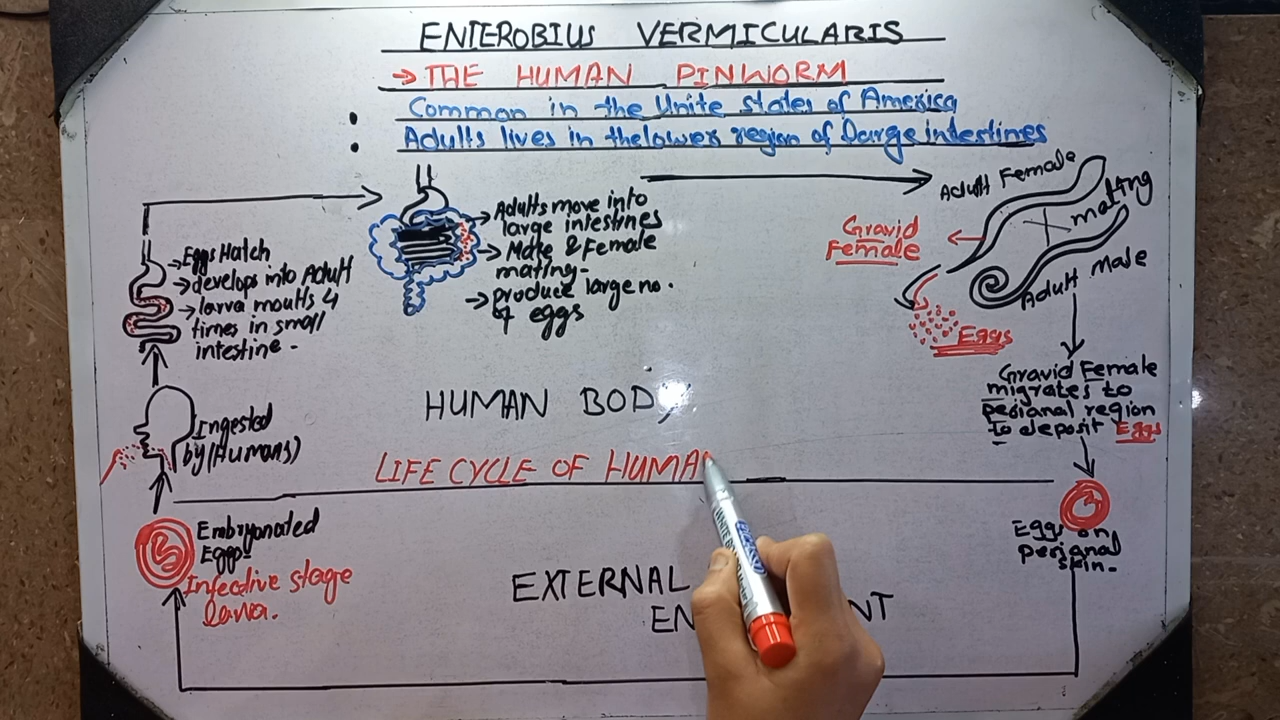 ENTEROBIUS VERMICULARIS
→ THE HUMAN PINWORM
: Common in the Unite states of America
: Adults lives in the lower region of Large intestines
→ Eggs Hatch
→ develops into Adult
→ larva moults 4
times in small
intestine -
→ Adults move into
large intestines
→ Male & Female
mating -
→ produce large no.
of eggs
Adult Female
mating
Gravid
Female
Adult Male
Eggs
Gravid Female
migrates to
perianal region
to deposit Eggs
HUMAN BODY
Ingested
by (Humans)
LIFE CYCLE OF HUMA
Embryonated
Eggs
Infective stage
larva.
Eggs on
perianal
skin.
EXTERNAL
EN NT